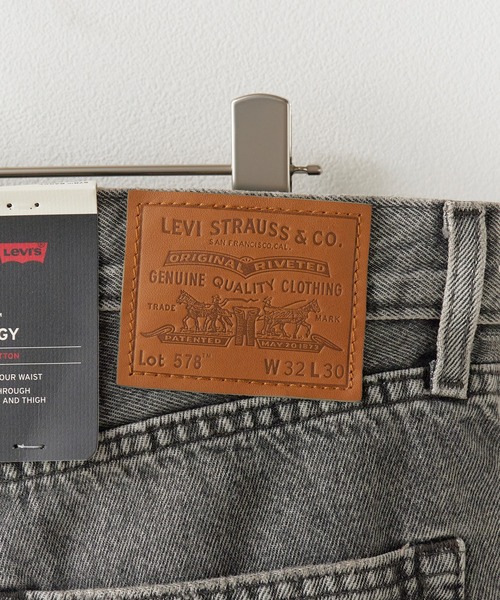 LEVI STRAUSS & CO.
SAN FRANCISCO, CAL.
ORIGINAL RIVETED
GENUINE QUALITY CLOTHING
TRADE MARK
PATENTED MAY 20 1873
Lot 578™ W 32 L 30
Levi's
GY
TTON
OUR WAIST
HROUGH
AND THIGH